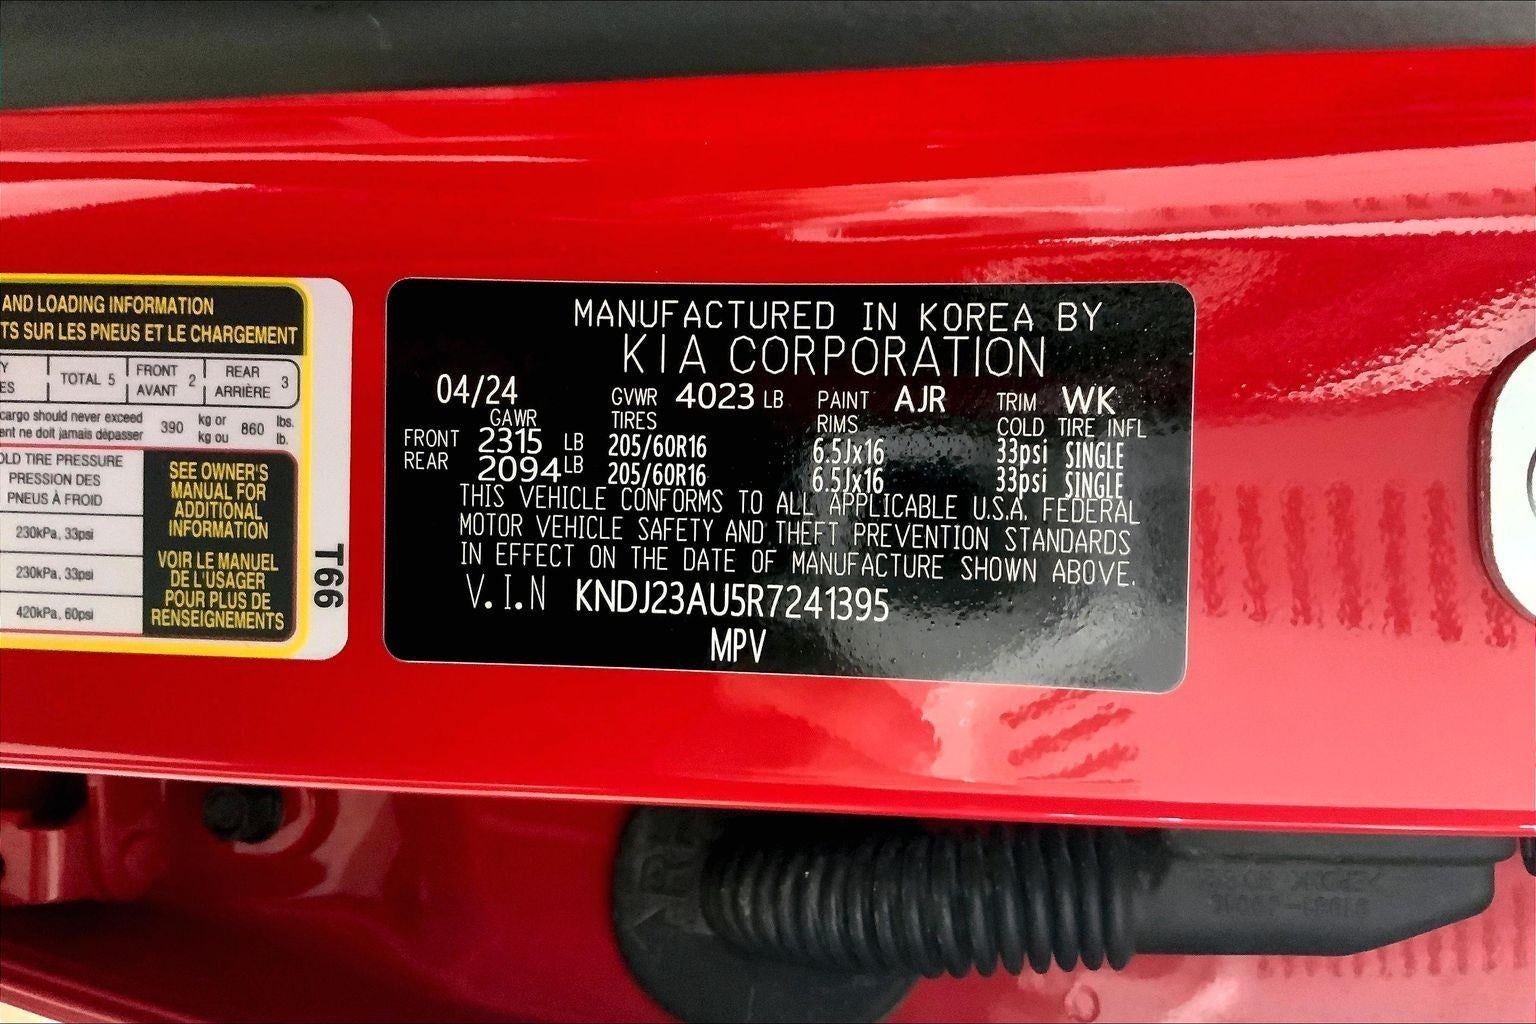 AND LOADING INFORMATION
TS SUR LES PNEUS ET LE CHARGEMENT
Y TOTAL 5 FRONT 2 REAR 3
ES AVANT ARRIÈRE
cargo should never exceed 390 kg or 860 lbs.
ent ne doit jamais dépasser kg ou lb.
OLD TIRE PRESSURE
PRESSION DES
PNEUS À FROID
230kPa, 33psi
230kPa, 33psi
420kPa, 60psi
SEE OWNER'S
MANUAL FOR
ADDITIONAL
INFORMATION
VOIR LE MANUEL
DE L'USAGER
POUR PLUS DE
RENSEIGNEMENTS
T66
MANUFACTURED IN KOREA BY
KIA CORPORATION
04/24 GVWR 4023 LB PAINT AJR TRIM WK
GAWR TIRES RIMS COLD TIRE INFL
FRONT 2315 LB 205/60R16 6.5Jx16 33psi SINGLE
REAR 2094 LB 205/60R16 6.5Jx16 33psi SINGLE
THIS VEHICLE CONFORMS TO ALL APPLICABLE U.S.A. FEDERAL
MOTOR VEHICLE SAFETY AND THEFT PREVENTION STANDARDS
IN EFFECT ON THE DATE OF MANUFACTURE SHOWN ABOVE.
V.I.N KNDJ23AU5R7241395
MPV